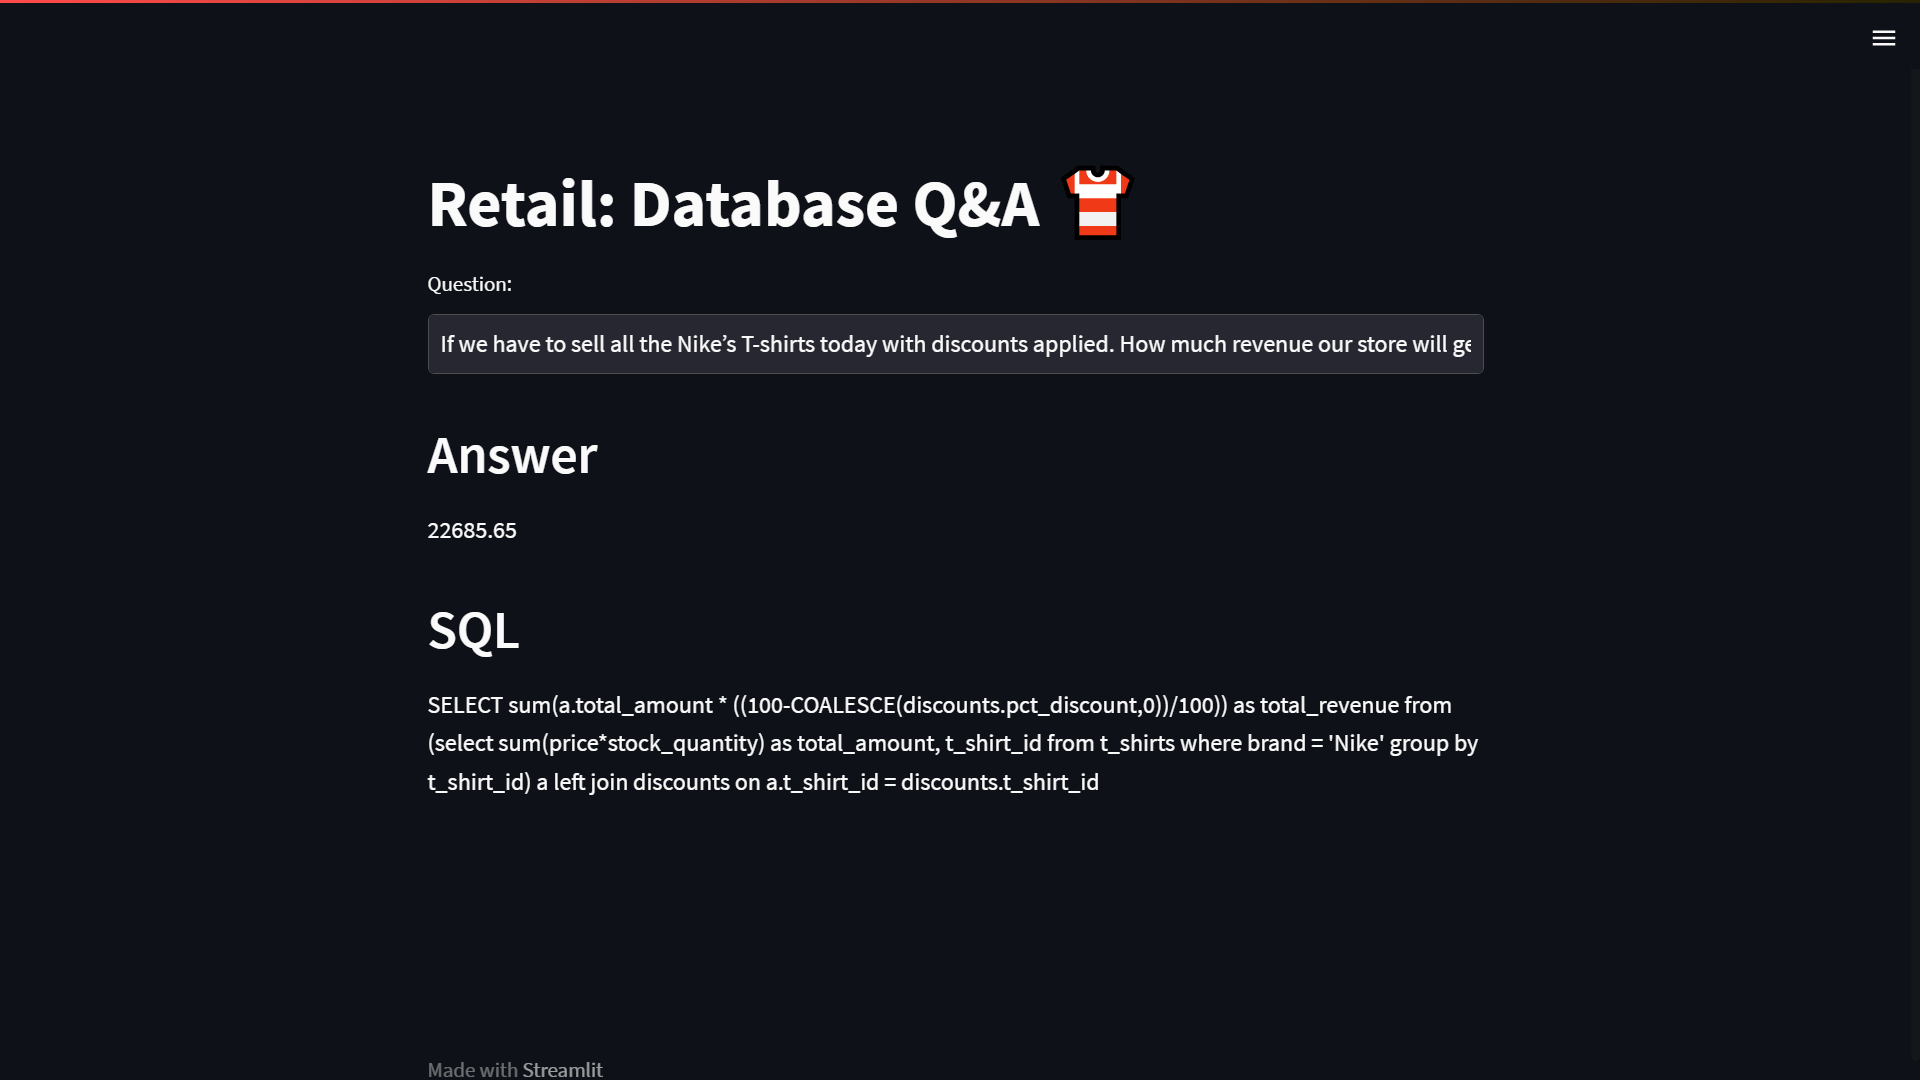 Retail: Database Q&A
Question:
If we have to sell all the Nike’s T-shirts today with discounts applied. How much revenue our store will ge
Answer
22685.65
SQL
SELECT sum(a.total_amount * ((100-COALESCE(discounts.pct_discount,0))/100)) as total_revenue from
(select sum(price*stock_quantity) as total_amount, t_shirt_id from t_shirts where brand = 'Nike' group by
t_shirt_id) a left join discounts on a.t_shirt_id = discounts.t_shirt_id
Made with Streamlit